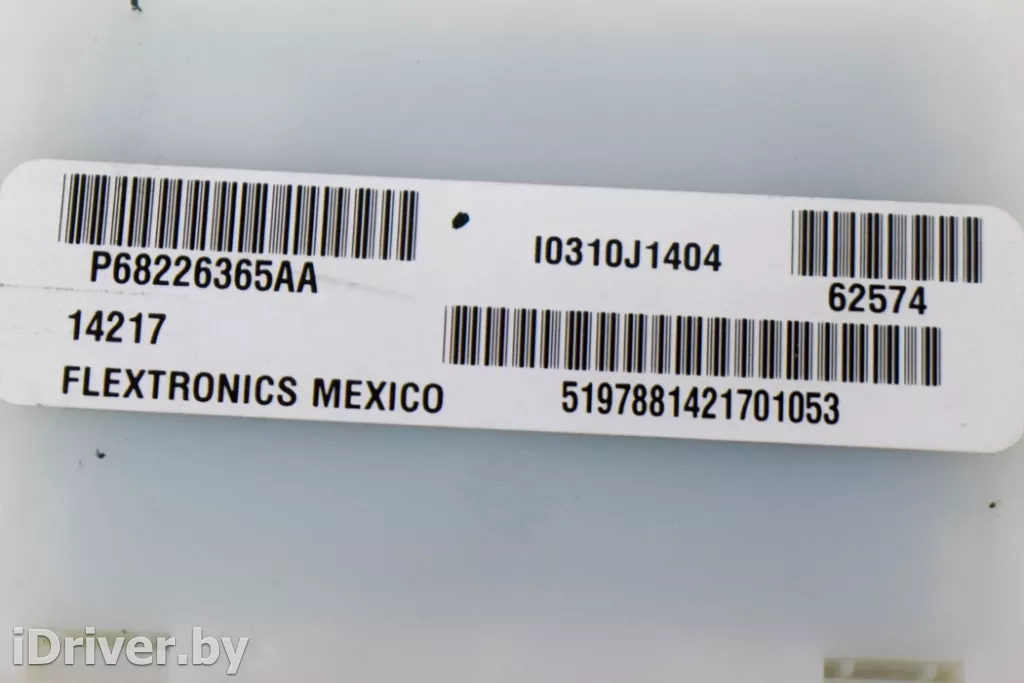 P68226365AA
I0310J1404
62574
14217
FLEXTRONICS MEXICO
5197881421701053
iDriver.by